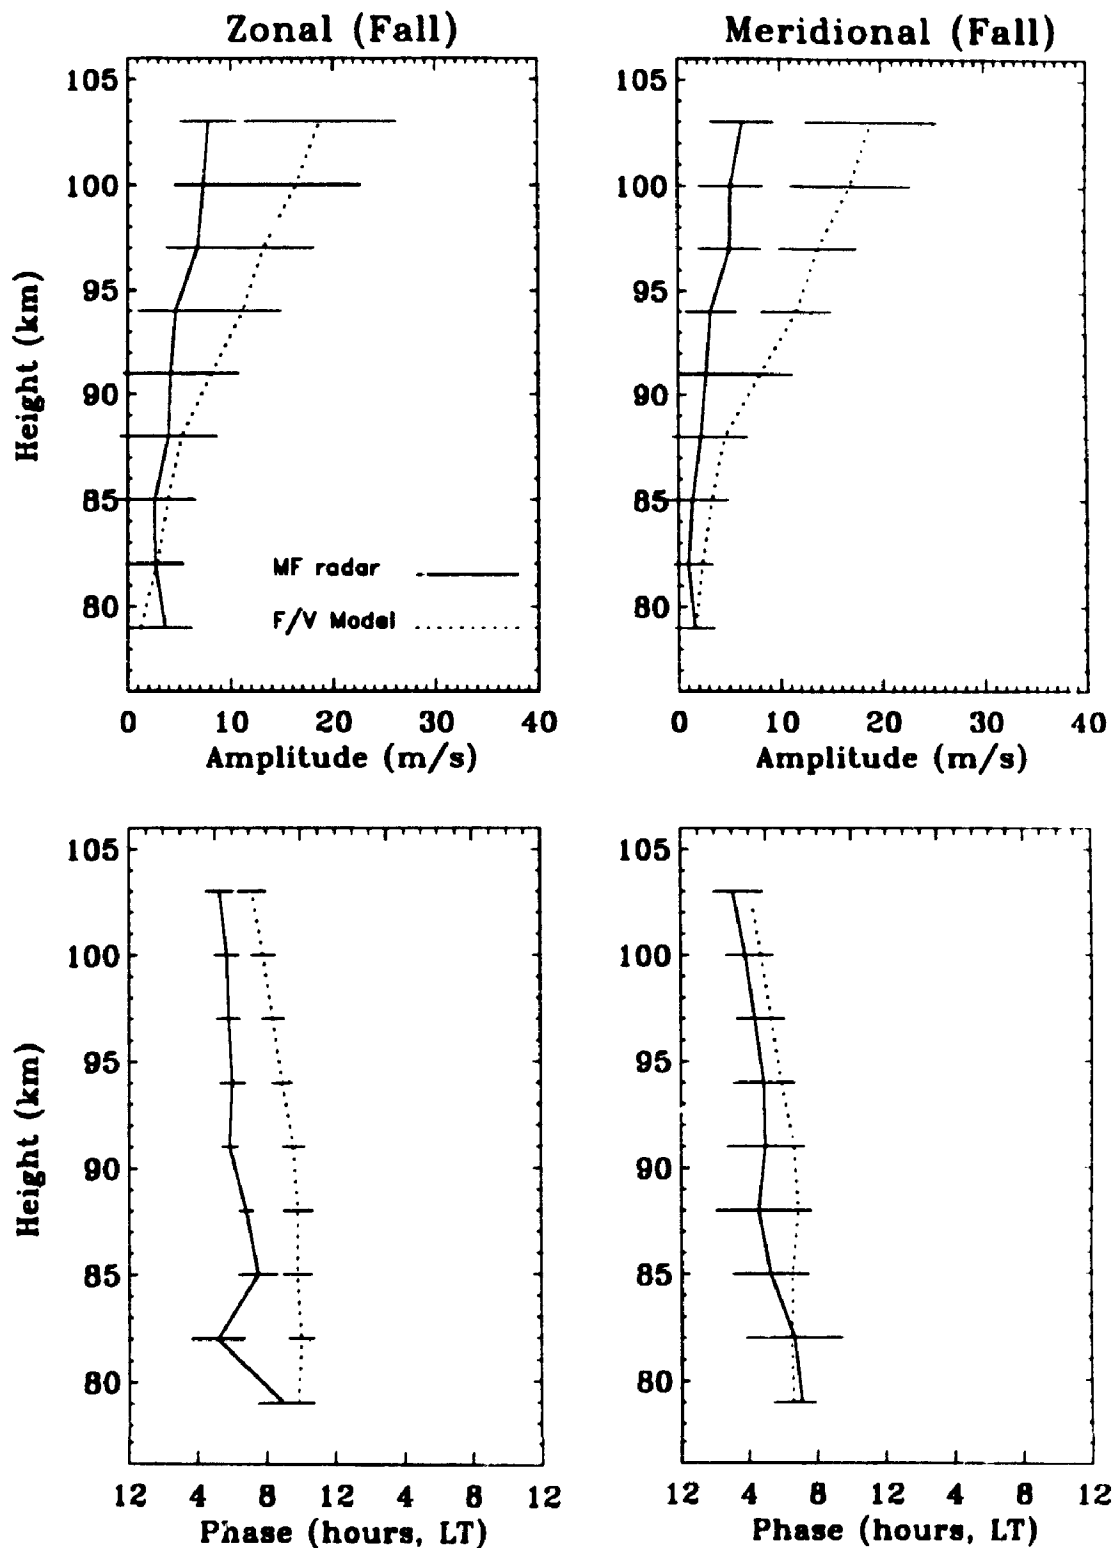 Zonal (Fall)
Meridional (Fall)
105
100
95
90
85
80
Height (km)
MF radar
F/V Model
0 10 20 30 40
Amplitude (m/s)
105
100
95
90
85
80
0 10 20 30 40
Amplitude (m/s)
105
100
95
90
85
80
Height (km)
12 4 8 12 4 8 12
Phase (hours, LT)
105
100
95
90
85
80
12 4 8 12 4 8 12
Phase (hours, LT)